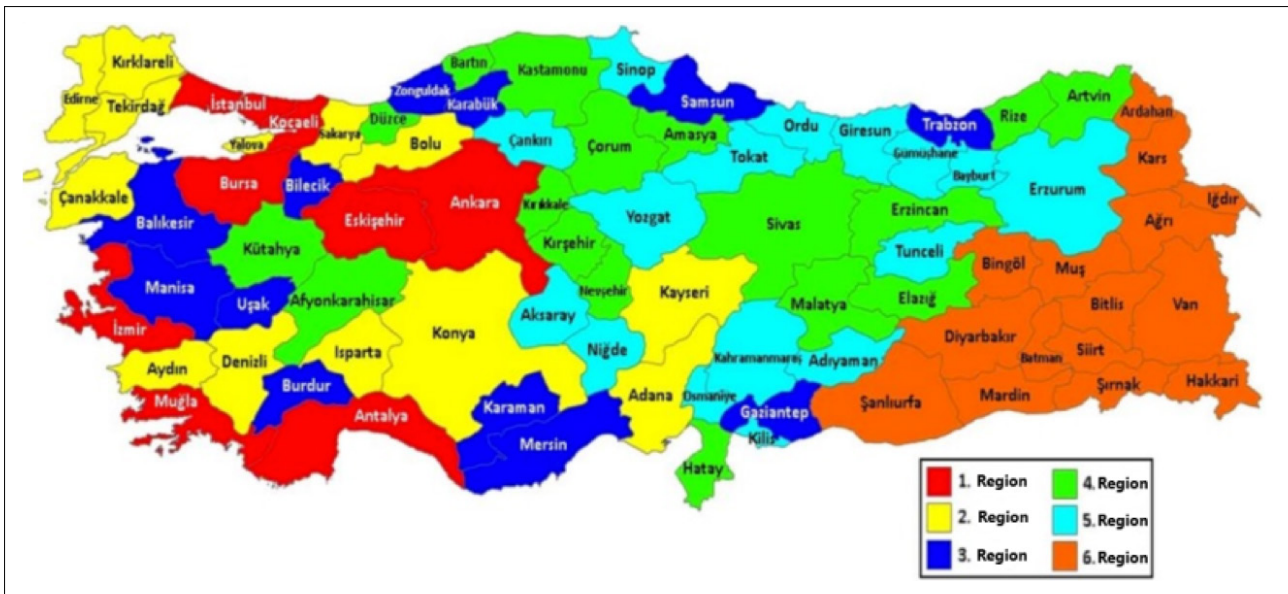 Kırklareli
Edirne
Tekirdağ
İstanbul
Kocaeli
Yalova
Sakarya
Düzce
Bolu
Zonguldak
Bartın
Karabük
Kastamonu
Sinop
Samsun
Çankırı
Çorum
Amasya
Tokat
Ordu
Giresun
Trabzon
Gümüşhane
Bayburt
Rize
Artvin
Ardahan
Kars
Iğdır
Ağrı
Erzurum
Erzincan
Tunceli
Çanakkale
Balıkesir
Bursa
Bilecik
Eskişehir
Ankara
Kırıkkale
Kırşehir
Yozgat
Sivas
Kütahya
Manisa
Uşak
Afyonkarahisar
İzmir
Aydın
Denizli
Isparta
Konya
Aksaray
Nevşehir
Kayseri
Niğde
Malatya
Elazığ
Bingöl
Muş
Bitlis
Van
Diyarbakır
Batman
Siirt
Şırnak
Hakkari
Mardin
Şanlıurfa
Adıyaman
Kahramanmaraş
Osmaniye
Gaziantep
Kilis
Hatay
Adana
Mersin
Karaman
Burdur
Antalya
Muğla
1. Region
2. Region
3. Region
4. Region
5. Region
6. Region